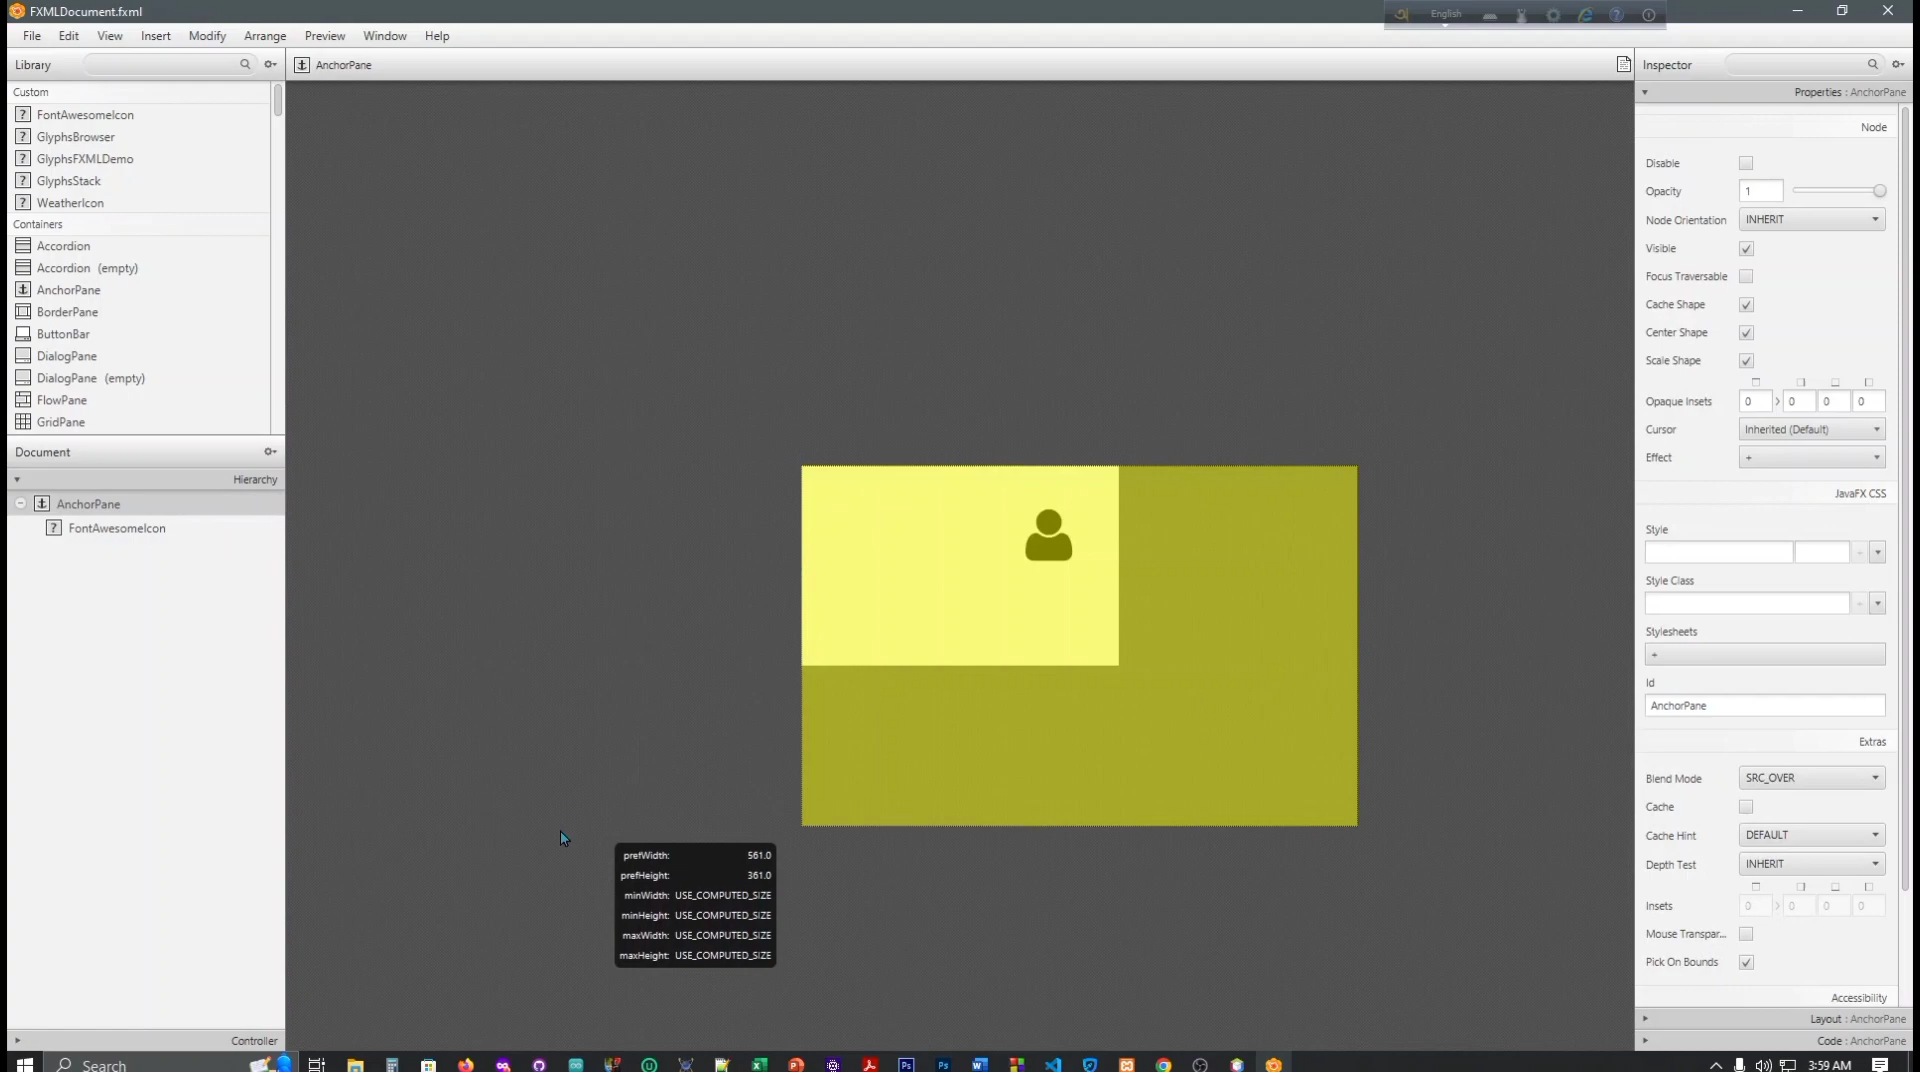 FXMLDocument.fxml
English
File Edit View Insert Modify Arrange Preview Window Help
Library
AnchorPane
Inspector
Custom
FontAwesomeIcon
GlyphsBrowser
GlyphsFXMLDemo
GlyphsStack
WeatherIcon
Containers
Accordion
Accordion (empty)
AnchorPane
BorderPane
ButtonBar
DialogPane
DialogPane (empty)
FlowPane
GridPane
Document
Hierarchy
AnchorPane
FontAwesomeIcon
Controller
prefWidth: 561.0
prefHeight: 361.0
minWidth: USE_COMPUTED_SIZE
minHeight: USE_COMPUTED_SIZE
maxWidth: USE_COMPUTED_SIZE
maxHeight: USE_COMPUTED_SIZE
Properties : AnchorPane
Node
Disable
Opacity 1
Node Orientation INHERIT
Visible
Focus Traversable
Cache Shape
Center Shape
Scale Shape
Opaque Insets 0 0 0 0
Cursor Inherited (Default)
Effect +
JavaFX CSS
Style
Style Class
Stylesheets
+
Id
AnchorPane
Extras
Blend Mode SRC_OVER
Cache
Cache Hint DEFAULT
Depth Test INHERIT
Insets 0 0 0 0
Mouse Transpar...
Pick On Bounds
Accessibility
Layout : AnchorPane
Code : AnchorPane
Search
3:59 AM